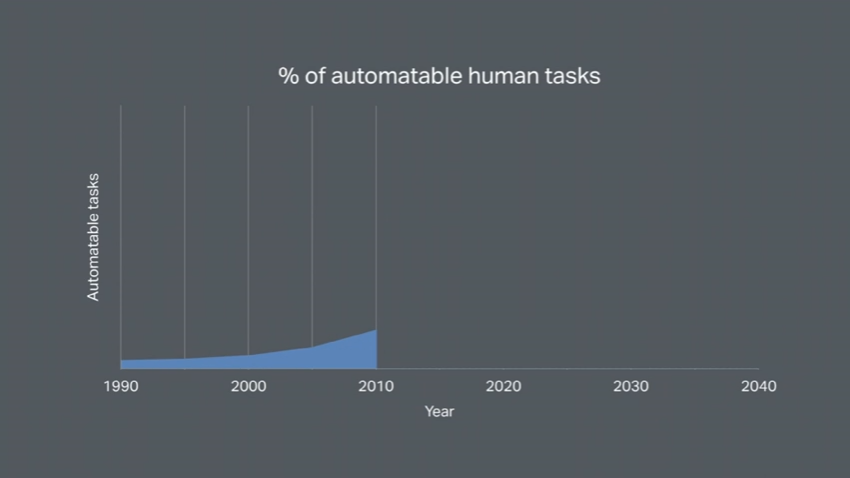 % of automatable human tasks
Automatable tasks
1990 2000 2010 2020 2030 2040
Year